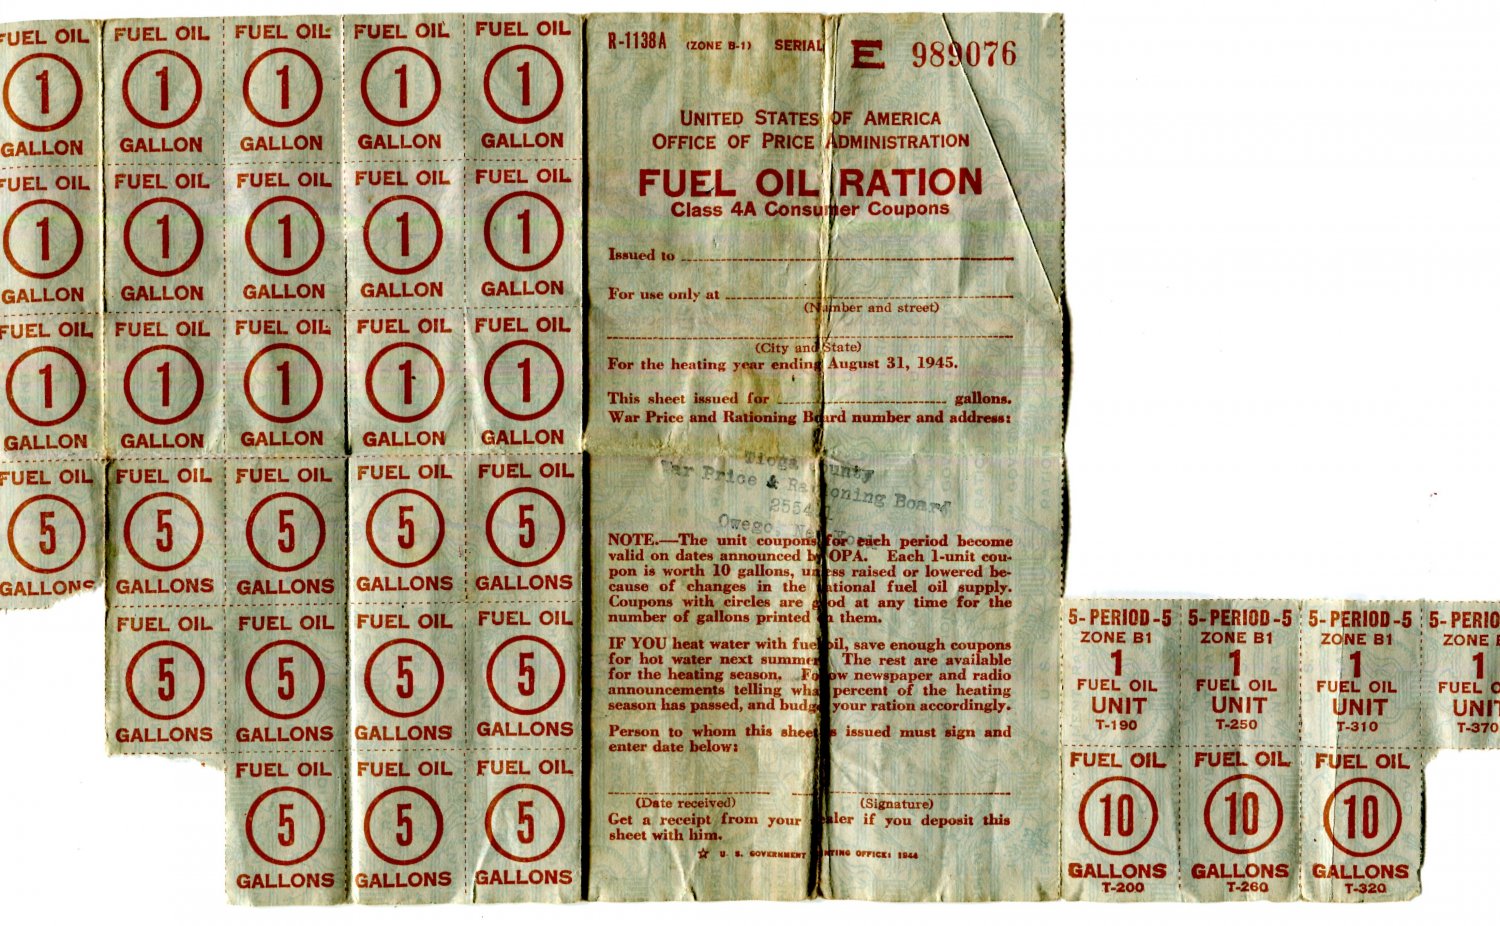 FUEL OIL FUEL OIL FUEL OIL FUEL OIL FUEL OIL
1 1 1 1 1
GALLON GALLON GALLON GALLON GALLON
FUEL OIL FUEL OIL FUEL OIL FUEL OIL FUEL OIL
1 1 1 1 1
GALLON GALLON GALLON GALLON GALLON
FUEL OIL FUEL OIL FUEL OIL FUEL OIL FUEL OIL
1 1 1 1 1
GALLON GALLON GALLON GALLON GALLON
FUEL OIL FUEL OIL FUEL OIL FUEL OIL FUEL OIL
5 5 5 5 5
GALLONS GALLONS GALLONS GALLONS GALLONS
FUEL OIL FUEL OIL FUEL OIL FUEL OIL
5 5 5 5
GALLONS GALLONS GALLONS GALLONS
FUEL OIL FUEL OIL FUEL OIL
5 5 5
GALLONS GALLONS GALLONS
R-1138A (ZONE B-1) SERIAL E 989076
UNITED STATES OF AMERICA
OFFICE OF PRICE ADMINISTRATION
FUEL OIL RATION
Class 4A Consumer Coupons
Issued to
For use only at
(Number and street)
(City and State)
For the heating year ending August 31, 1945.
This sheet issued for gallons.
War Price and Rationing Board number and address:
Tioga County
War Price & Rationing Board
Owego, New York
NOTE.—The unit coupons for each period become
valid on dates announced by OPA. Each 1-unit cou-
pon is worth 10 gallons, unless raised or lowered be-
cause of changes in the national fuel oil supply.
Coupons with circles are good at any time for the
number of gallons printed on them.
IF YOU heat water with fuel oil, save enough coupons
for hot water next summer. The rest are available
for the heating season. Follow newspaper and radio
announcements telling what percent of the heating
season has passed, and budget your ration accordingly.
Person to whom this sheet is issued must sign and
enter date below:
(Date received) (Signature)
Get a receipt from your dealer if you deposit this
sheet with him.
☆ U. S. GOVERNMENT PRINTING OFFICE: 1944
5-PERIOD-5 5-PERIOD-5 5-PERIOD-5 5-PERIO
ZONE B1 ZONE B1 ZONE B1 ZONE
1 1 1 1
FUEL OIL FUEL OIL FUEL OIL FUEL
UNIT UNIT UNIT UNIT
T-190 T-250 T-310 T-370
FUEL OIL FUEL OIL FUEL OIL
10 10 10
GALLONS GALLONS GALLONS
T-200 T-260 T-320